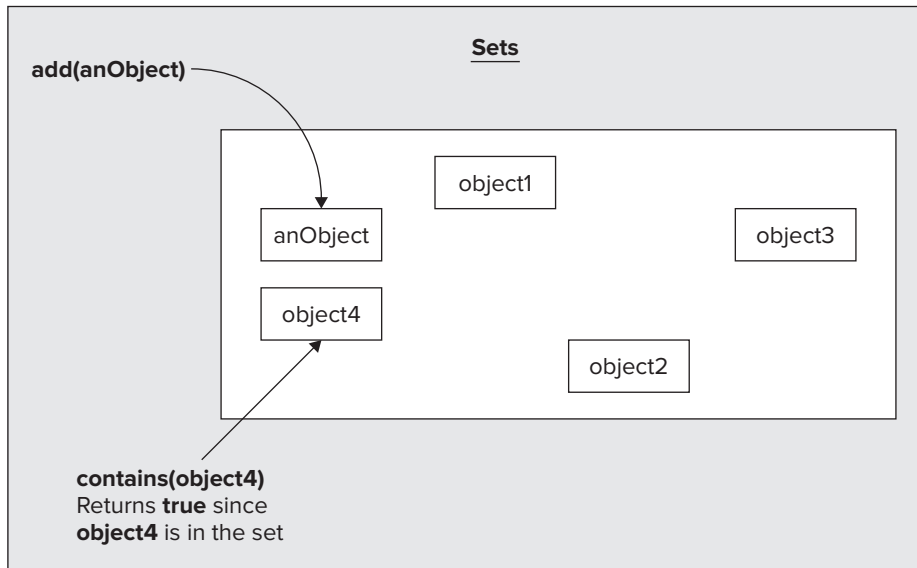 Sets
add(anObject)
object1
anObject
object3
object4
object2
contains(object4)
Returns true since
object4 is in the set